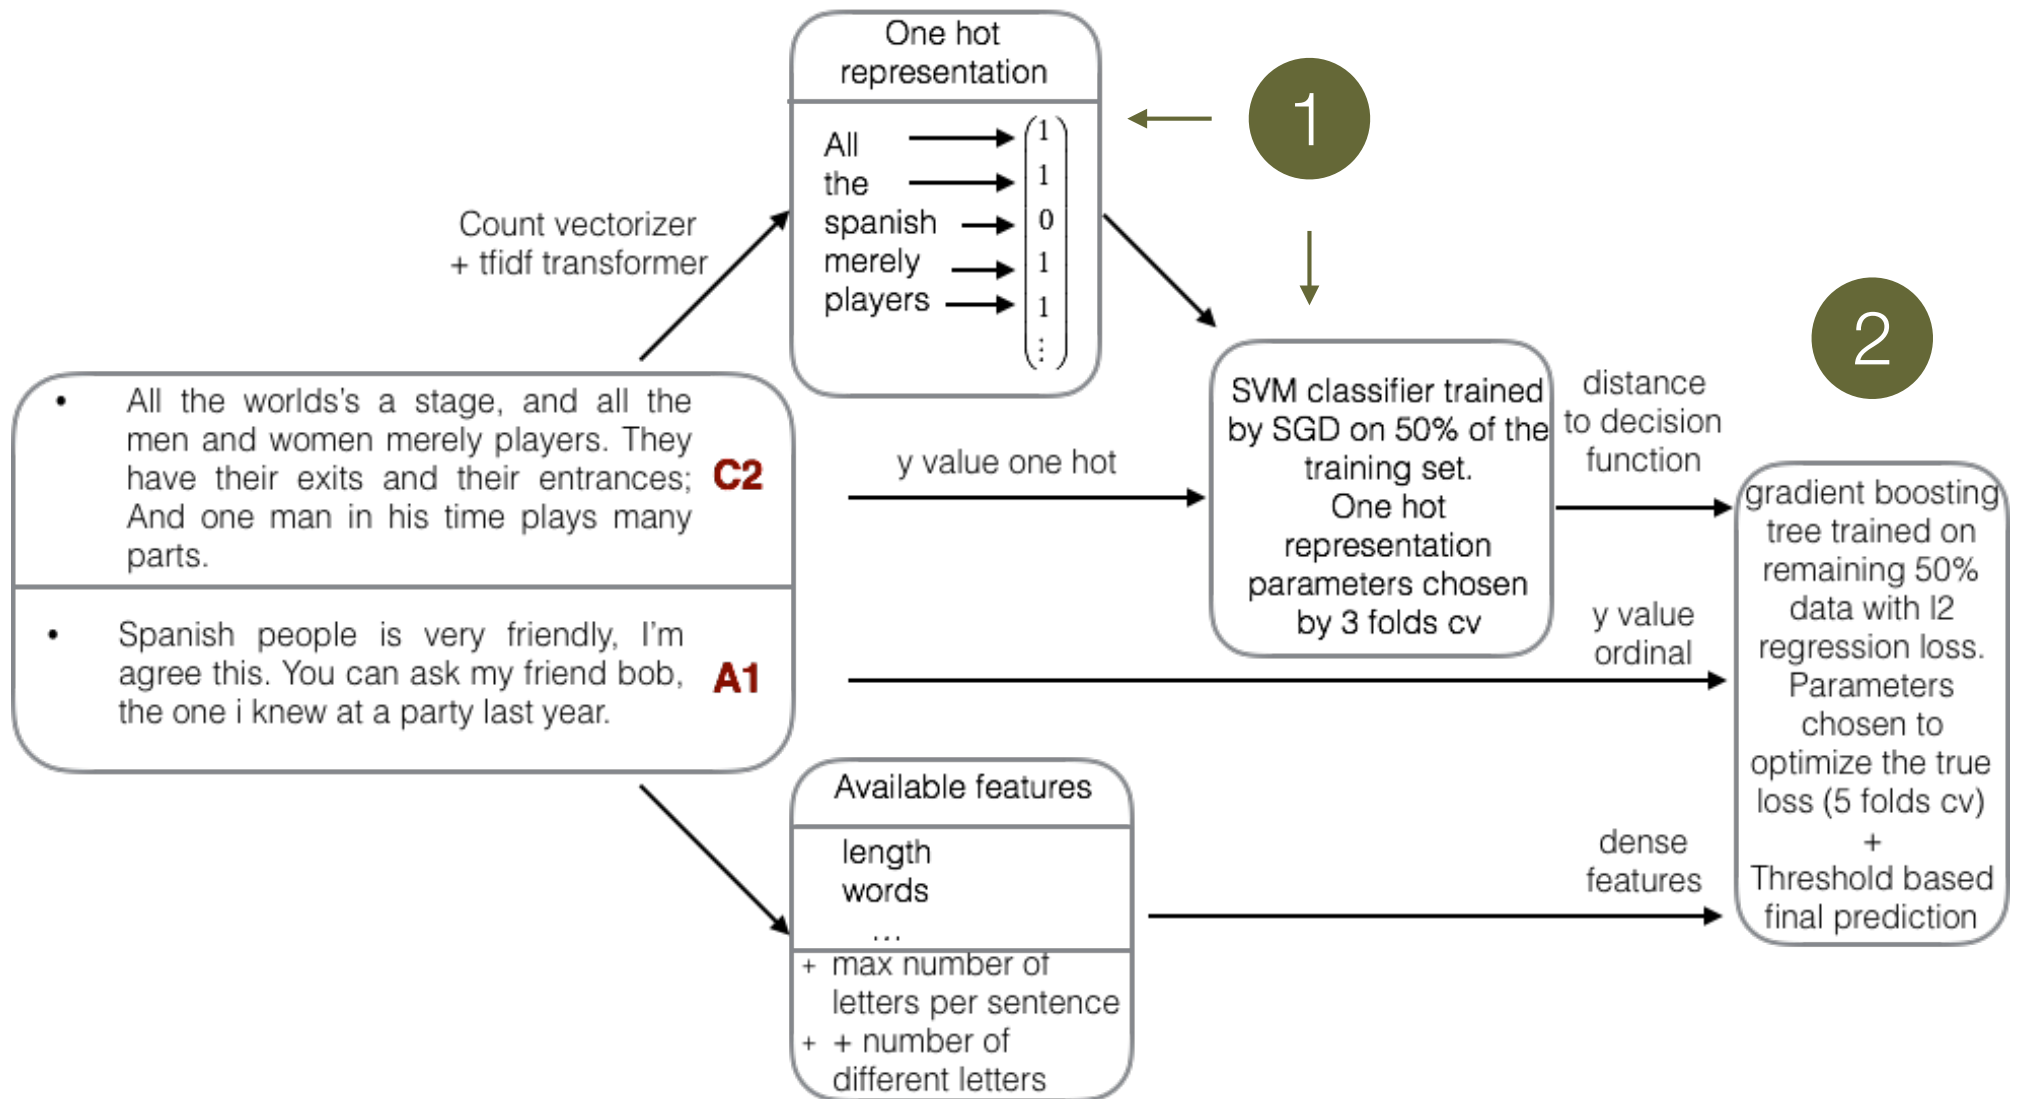 One hot
representation
All
the
spanish
merely
players
1
1
0
1
1
⋮
1
Count vectorizer
+ tfidf transformer
2
• All the worlds's a stage, and all the
men and women merely players. They
have their exits and their entrances;
And one man in his time plays many
parts.
C2
• Spanish people is very friendly, I'm
agree this. You can ask my friend bob,
the one i knew at a party last year.
A1
y value one hot
SVM classifier trained
by SGD on 50% of the
training set.
One hot
representation
parameters chosen
by 3 folds cv
distance
to decision
function
y value
ordinal
gradient boosting
tree trained on
remaining 50%
data with l2
regression loss.
Parameters
chosen to
optimize the true
loss (5 folds cv)
+
Threshold based
final prediction
Available features
length
words
...
+ max number of
letters per sentence
+ + number of
different letters
dense
features